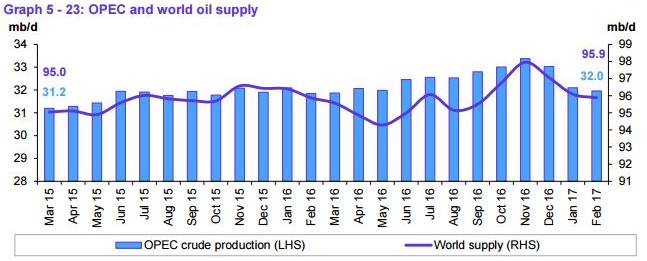 Graph 5 - 23: OPEC and world oil supply
mb/d mb/d
34 99
33 98
32 97
31 96
30 95
29 94
28 93
92
91
95.0 95.9
31.2 32.0
Mar 15 Apr 15 May 15 Jun 15 Jul 15 Aug 15 Sep 15 Oct 15 Nov 15 Dec 15 Jan 16 Feb 16 Mar 16 Apr 16 May 16 Jun 16 Jul 16 Aug 16 Sep 16 Oct 16 Nov 16 Dec 16 Jan 17 Feb 17
OPEC crude production (LHS) World supply (RHS)